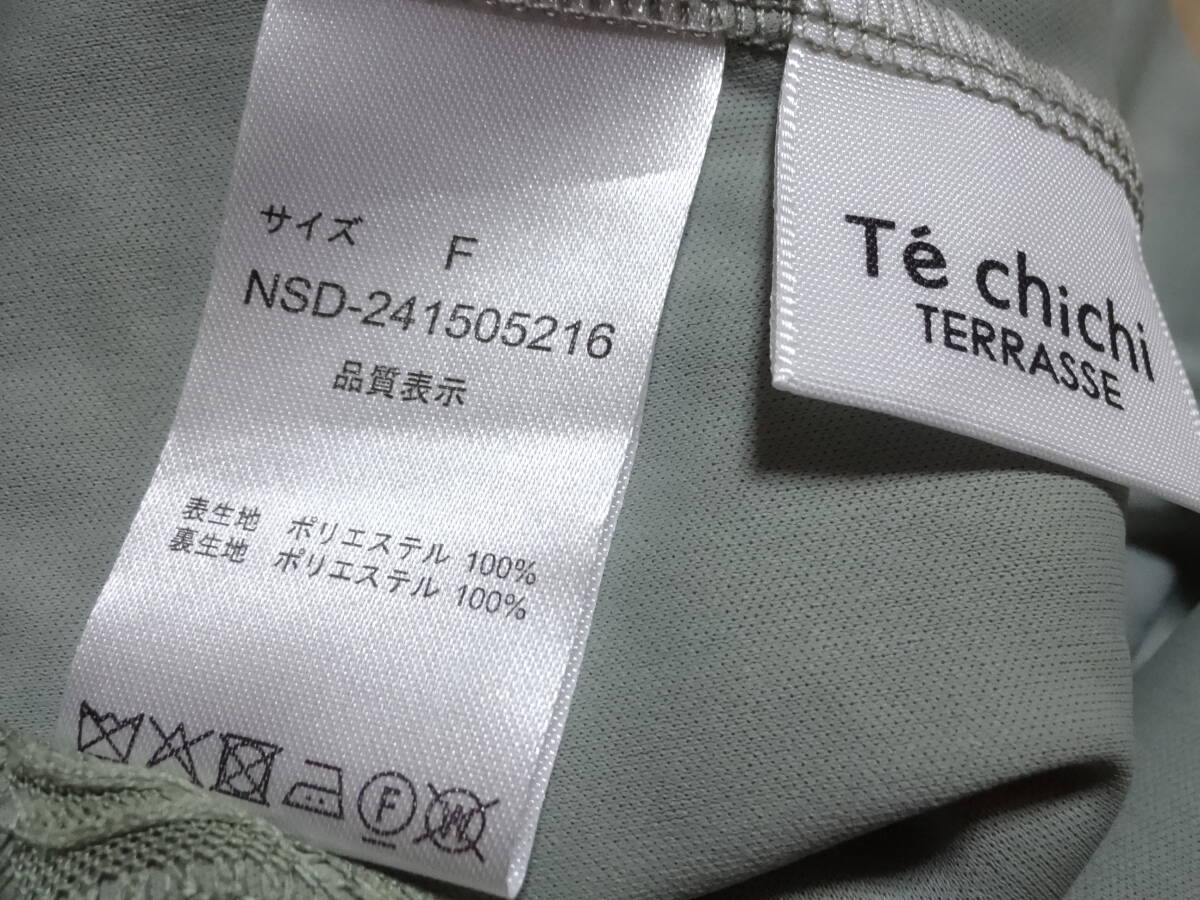 サイズ F
NSD-241505216
品質表示
表生地 ポリエステル 100%
裏生地 ポリエステル 100%
F
W
Té chichi
TERRASSE